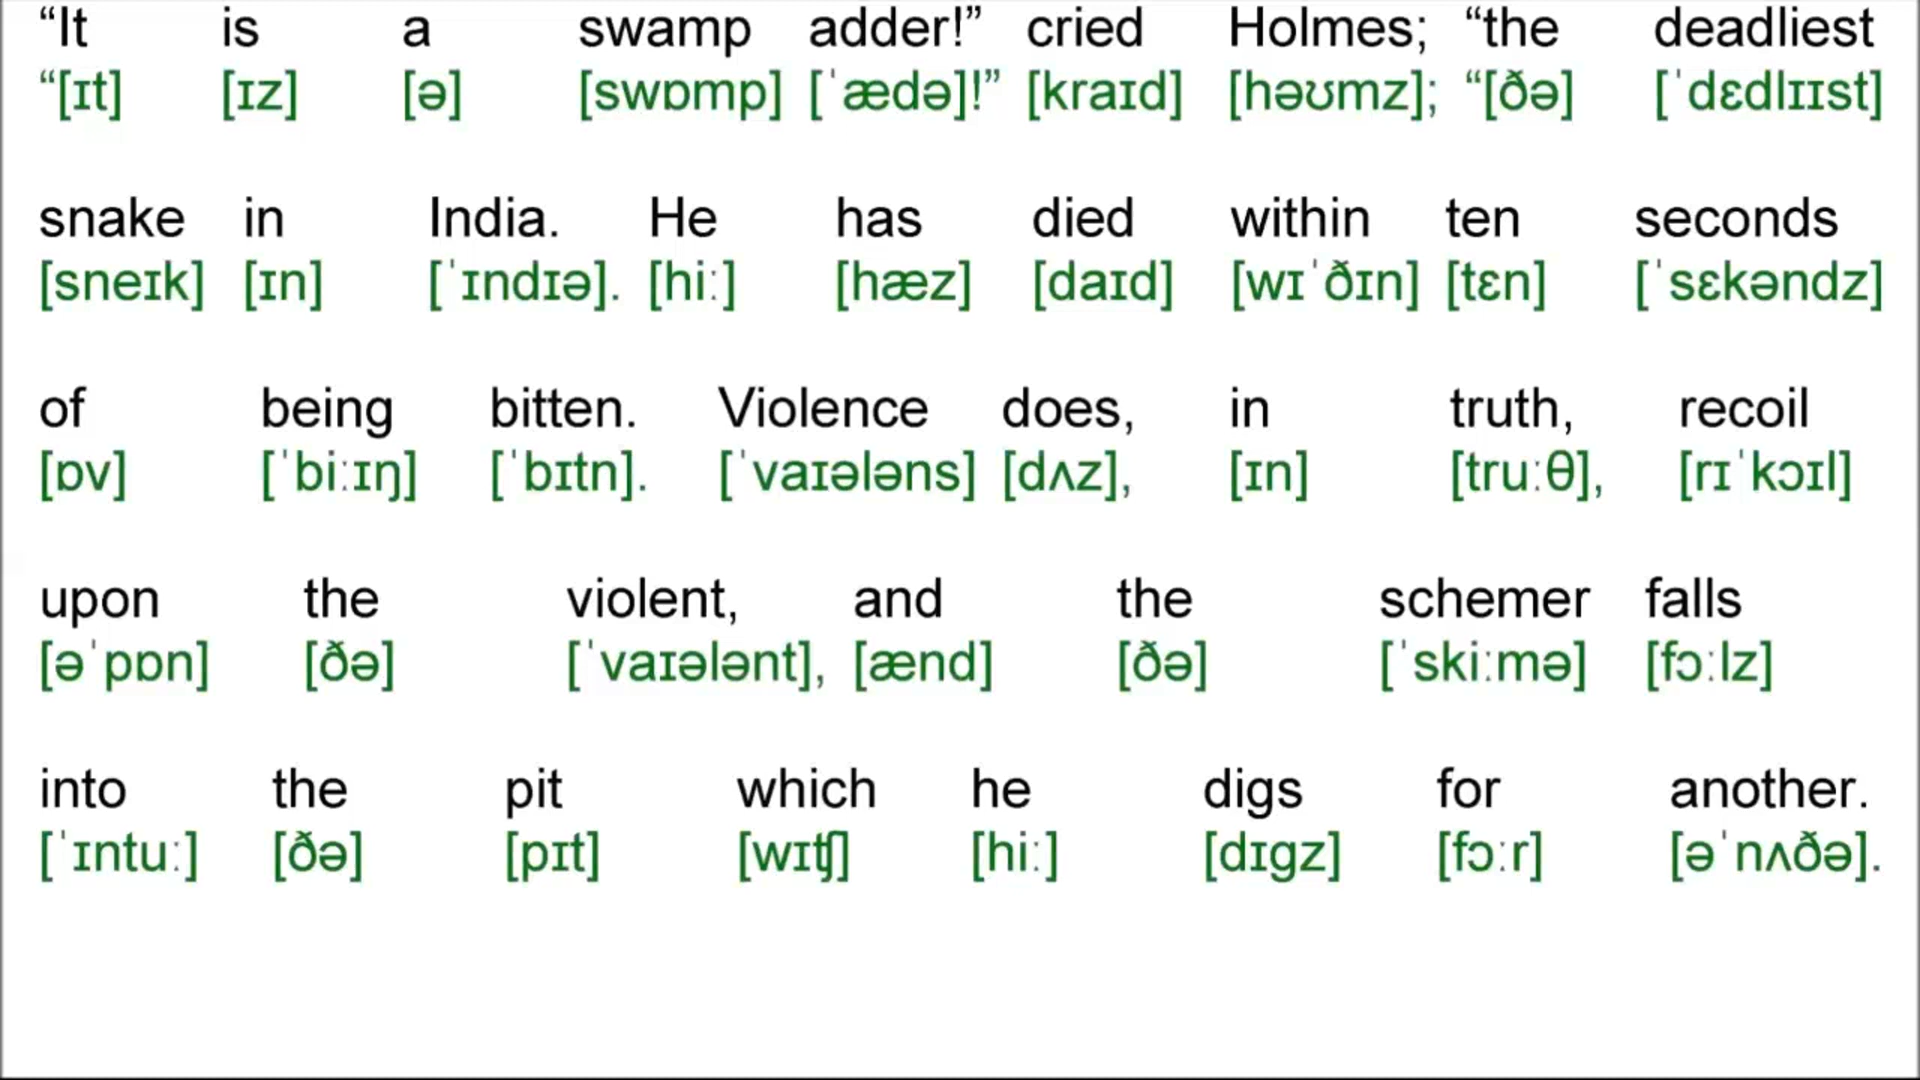 “It is a swamp adder!” cried Holmes; “the deadliest
“[ɪt] [ɪz] [ə] [swɒmp] [ˈædə]!” [kraɪd] [həʊmz]; “[ðə] [ˈdɛdlɪɪst]
snake in India. He has died within ten seconds
[sneɪk] [ɪn] [ˈɪndɪə]. [hiː] [hæz] [daɪd] [wɪˈðɪn] [tɛn] [ˈsɛkəndz]
of being bitten. Violence does, in truth, recoil
[ɒv] [ˈbiːɪŋ] [ˈbɪtn]. [ˈvaɪələns] [dʌz], [ɪn] [truːθ], [rɪˈkɔɪl]
upon the violent, and the schemer falls
[əˈpɒn] [ðə] [ˈvaɪələnt], [ænd] [ðə] [ˈskiːmə] [fɔːlz]
into the pit which he digs for another.
[ˈɪntuː] [ðə] [pɪt] [wɪʧ] [hiː] [dɪgz] [fɔːr] [əˈnʌðə].